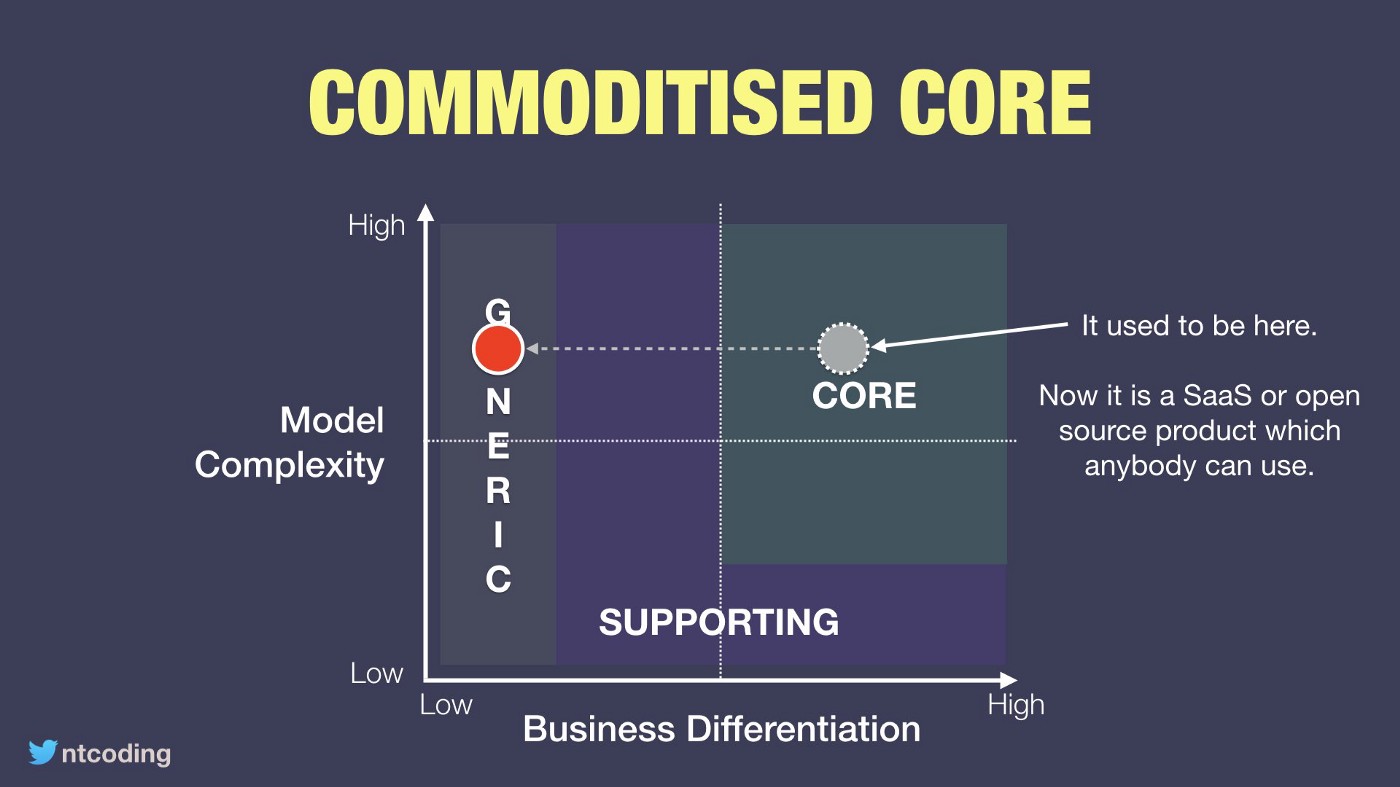 COMMODITISED CORE
High
G
N
E
R
I
C
Model
Complexity
CORE
SUPPORTING
It used to be here.
Now it is a SaaS or open
source product which
anybody can use.
Low
Low
High
Business Differentiation
ntcoding